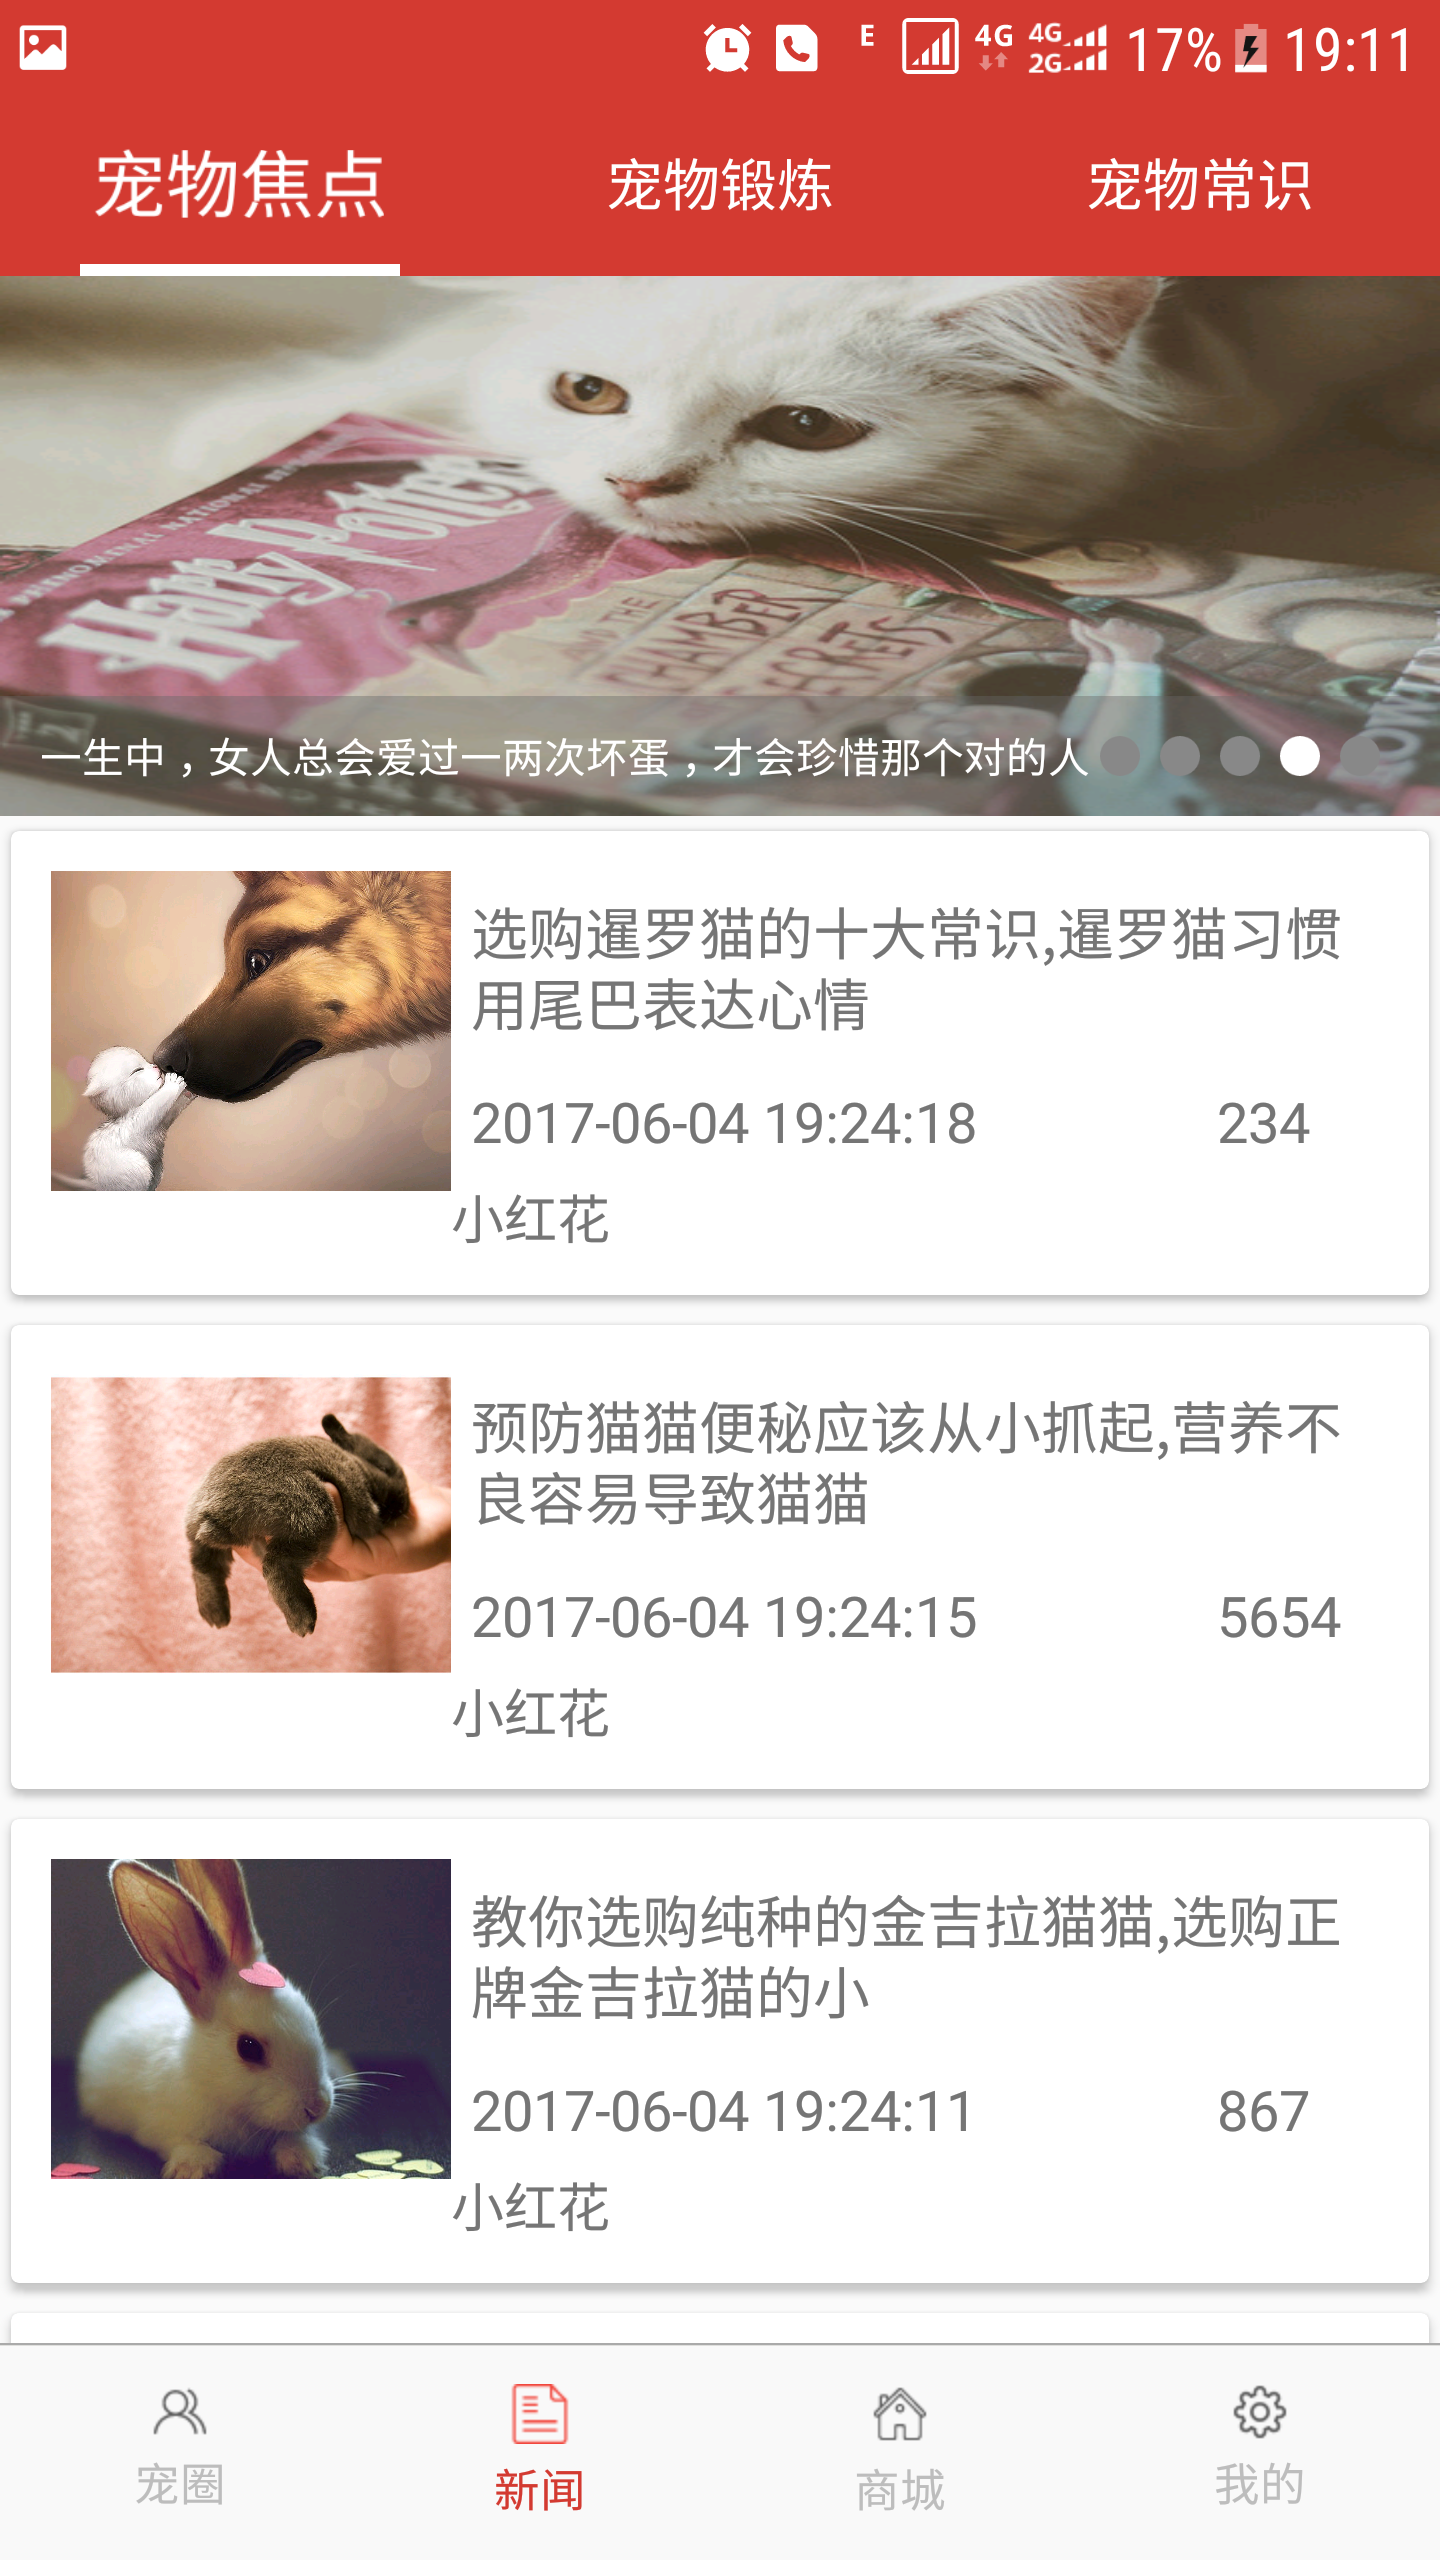 E 4G 4G 2G 17% 19:11
宠物焦点 宠物锻炼 宠物常识
A PHENOMENAL NATIONAL
Harry Potter
AND THE
CHAMBER
SECRETS
一生中，女人总会爱过一两次坏蛋，才会珍惜那个对的人
选购暹罗猫的十大常识,暹罗猫习惯
用尾巴表达心情
2017-06-04 19:24:18 234
小红花
预防猫猫便秘应该从小抓起,营养不
良容易导致猫猫
2017-06-04 19:24:15 5654
小红花
教你选购纯种的金吉拉猫猫,选购正
牌金吉拉猫的小
2017-06-04 19:24:11 867
小红花
宠圈 新闻 商城 我的